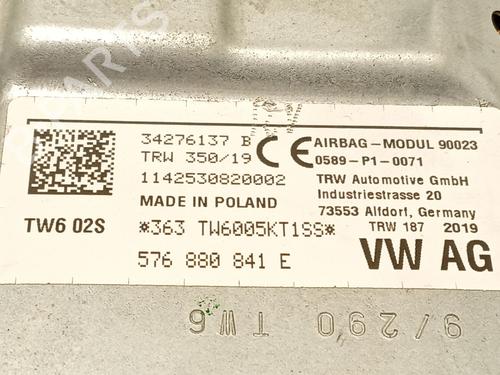 34276137 B
TRW 350/19
1142530820002
MADE IN POLAND
TW6 02S
*363 TW6005KT1SS*
576 880 841 E
CE
AIRBAG-MODUL 90023
0589-P1-0071
TRW Automotive GmbH
Industriestrasse 20
73553 Alfdorf, Germany
TRW 187 2019
VW AG
9/290 TW6